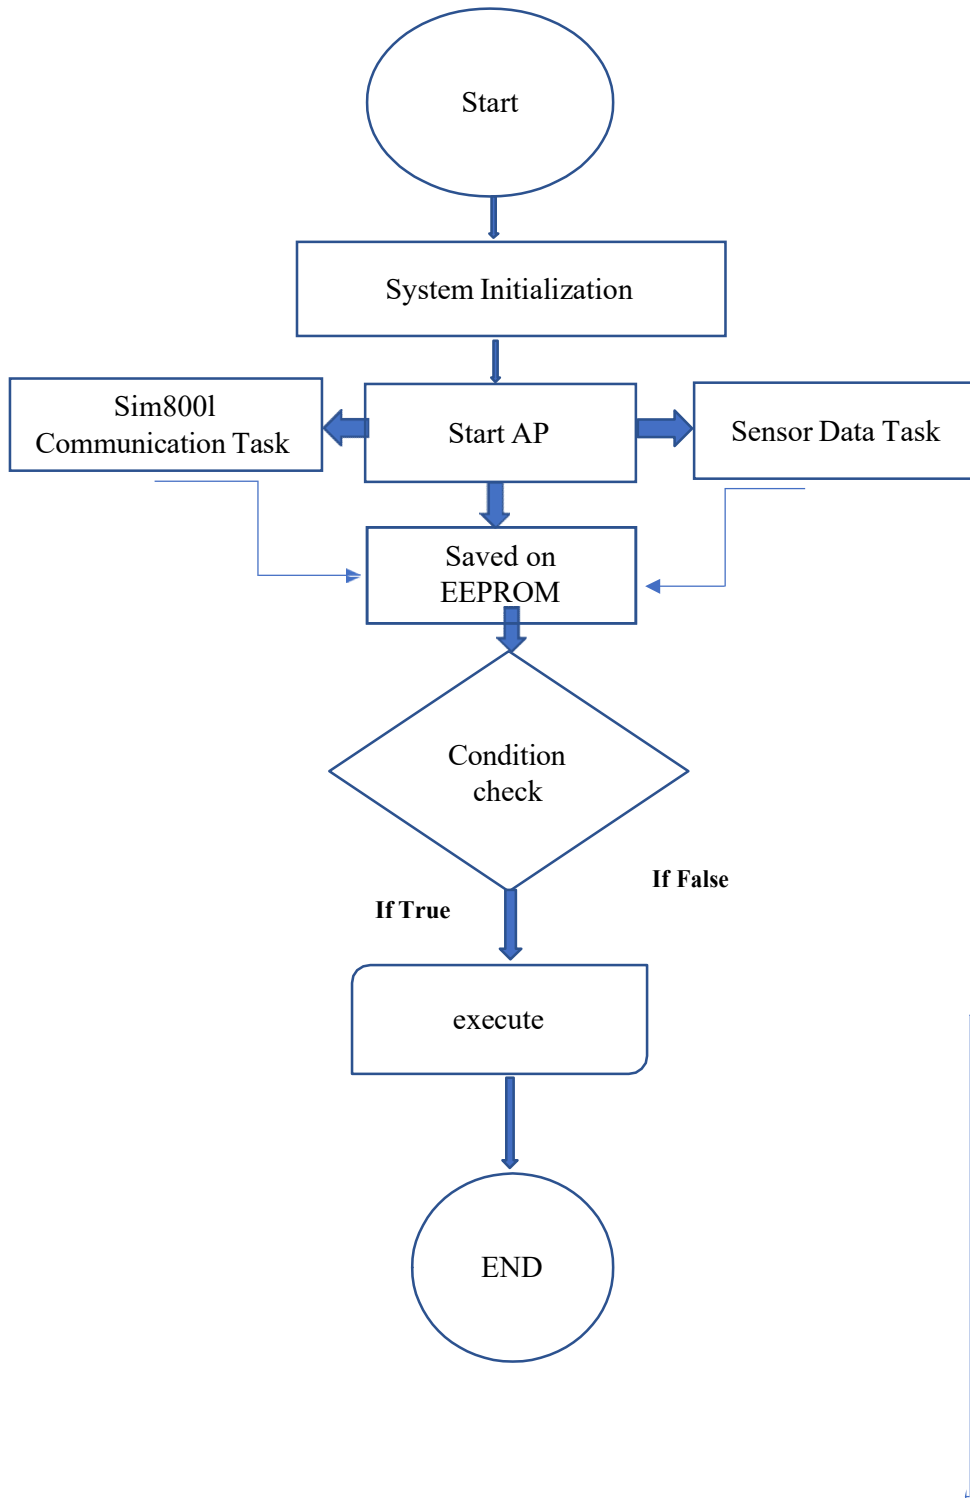 Start
System Initialization
Sim800l
Communication Task
Start AP
Sensor Data Task
Saved on
EEPROM
Condition
check
If False
If True
execute
END